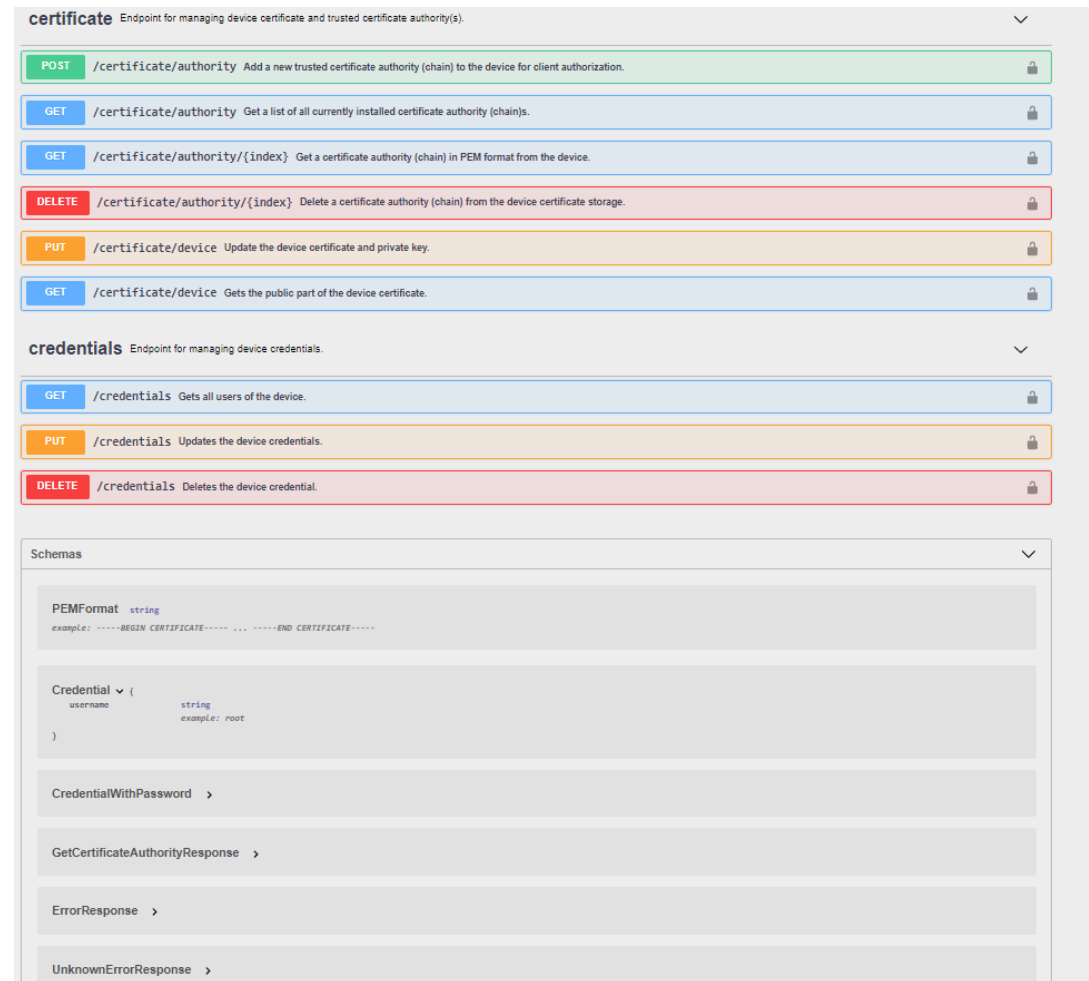 certificate Endpoint for managing device certificate and trusted certificate authority(s).
POST /certificate/authority Add a new trusted certificate authority (chain) to the device for client authorization.
GET /certificate/authority Get a list of all currently installed certificate authority (chain)s.
GET /certificate/authority/{index} Get a certificate authority (chain) in PEM format from the device.
DELETE /certificate/authority/{index} Delete a certificate authority (chain) from the device certificate storage.
PUT /certificate/device Update the device certificate and private key.
GET /certificate/device Gets the public part of the device certificate.
credentials Endpoint for managing device credentials.
GET /credentials Gets all users of the device.
PUT /credentials Updates the device credentials.
DELETE /credentials Deletes the device credential.
Schemas
PEMFormat string
example: -----BEGIN CERTIFICATE----- ... -----END CERTIFICATE-----
Credential {
username string
example: root
}
CredentialWithPassword
GetCertificateAuthorityResponse
ErrorResponse
UnknownErrorResponse